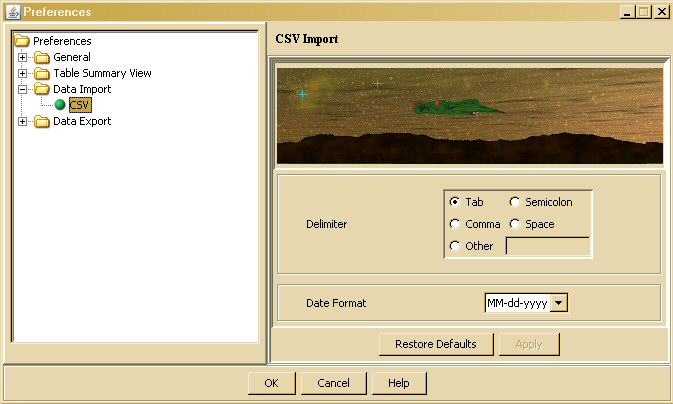 Preferences
Preferences
General
Table Summary View
Data Import
CSV
Data Export
CSV Import
Delimiter
Tab Semicolon
Comma Space
Other
Date Format MM-dd-yyyy
Restore Defaults Apply
OK Cancel Help